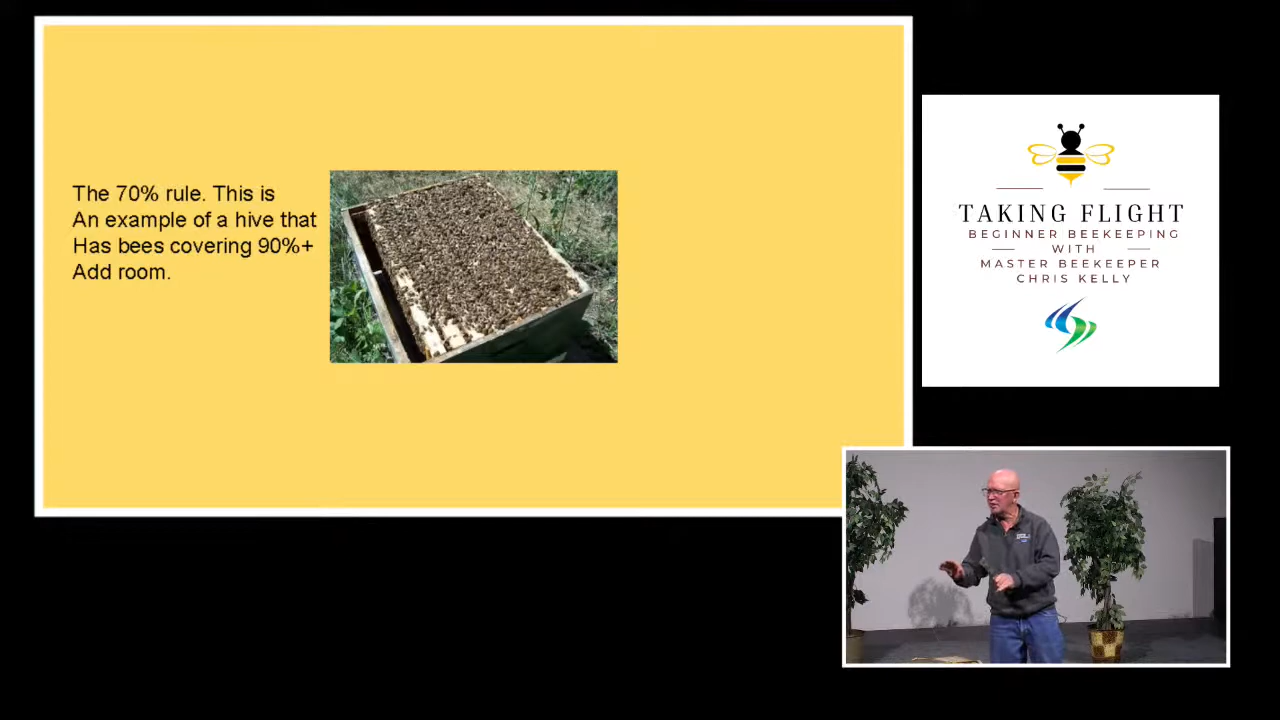 The 70% rule. This is
An example of a hive that
Has bees covering 90%+
Add room.
TAKING FLIGHT
BEGINNER BEEKEEPING
WITH
MASTER BEEKEEPER
CHRIS KELLY